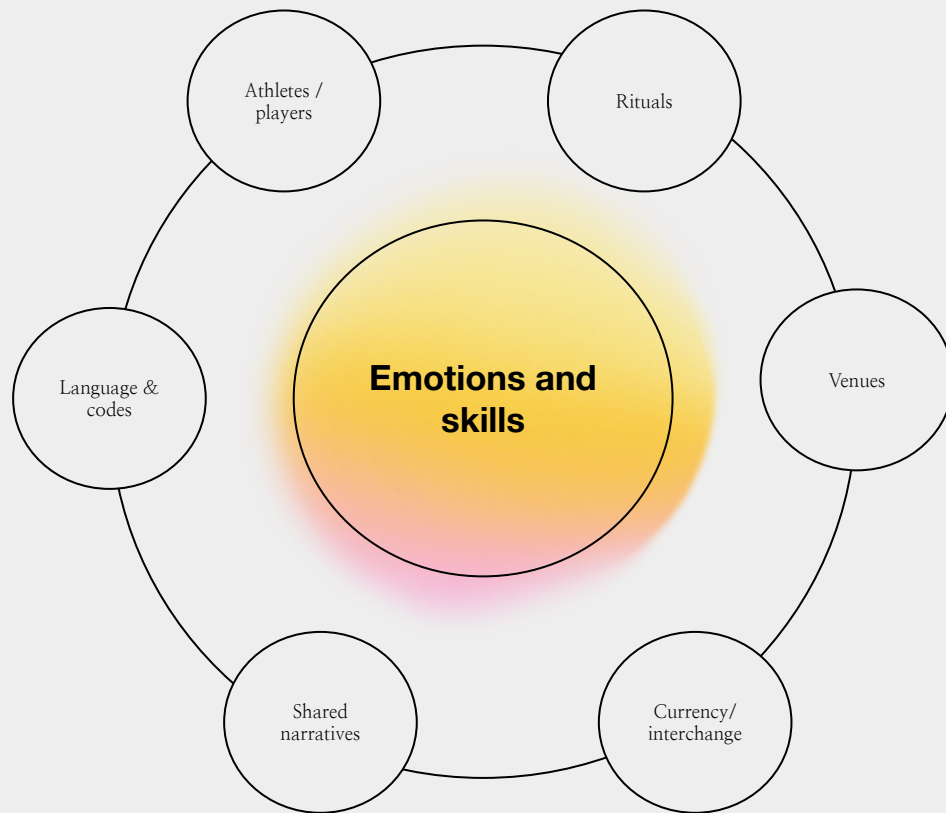 Athletes /
players
Rituals
Language &
codes
Emotions and
skills
Venues
Shared
narratives
Currency/
interchange